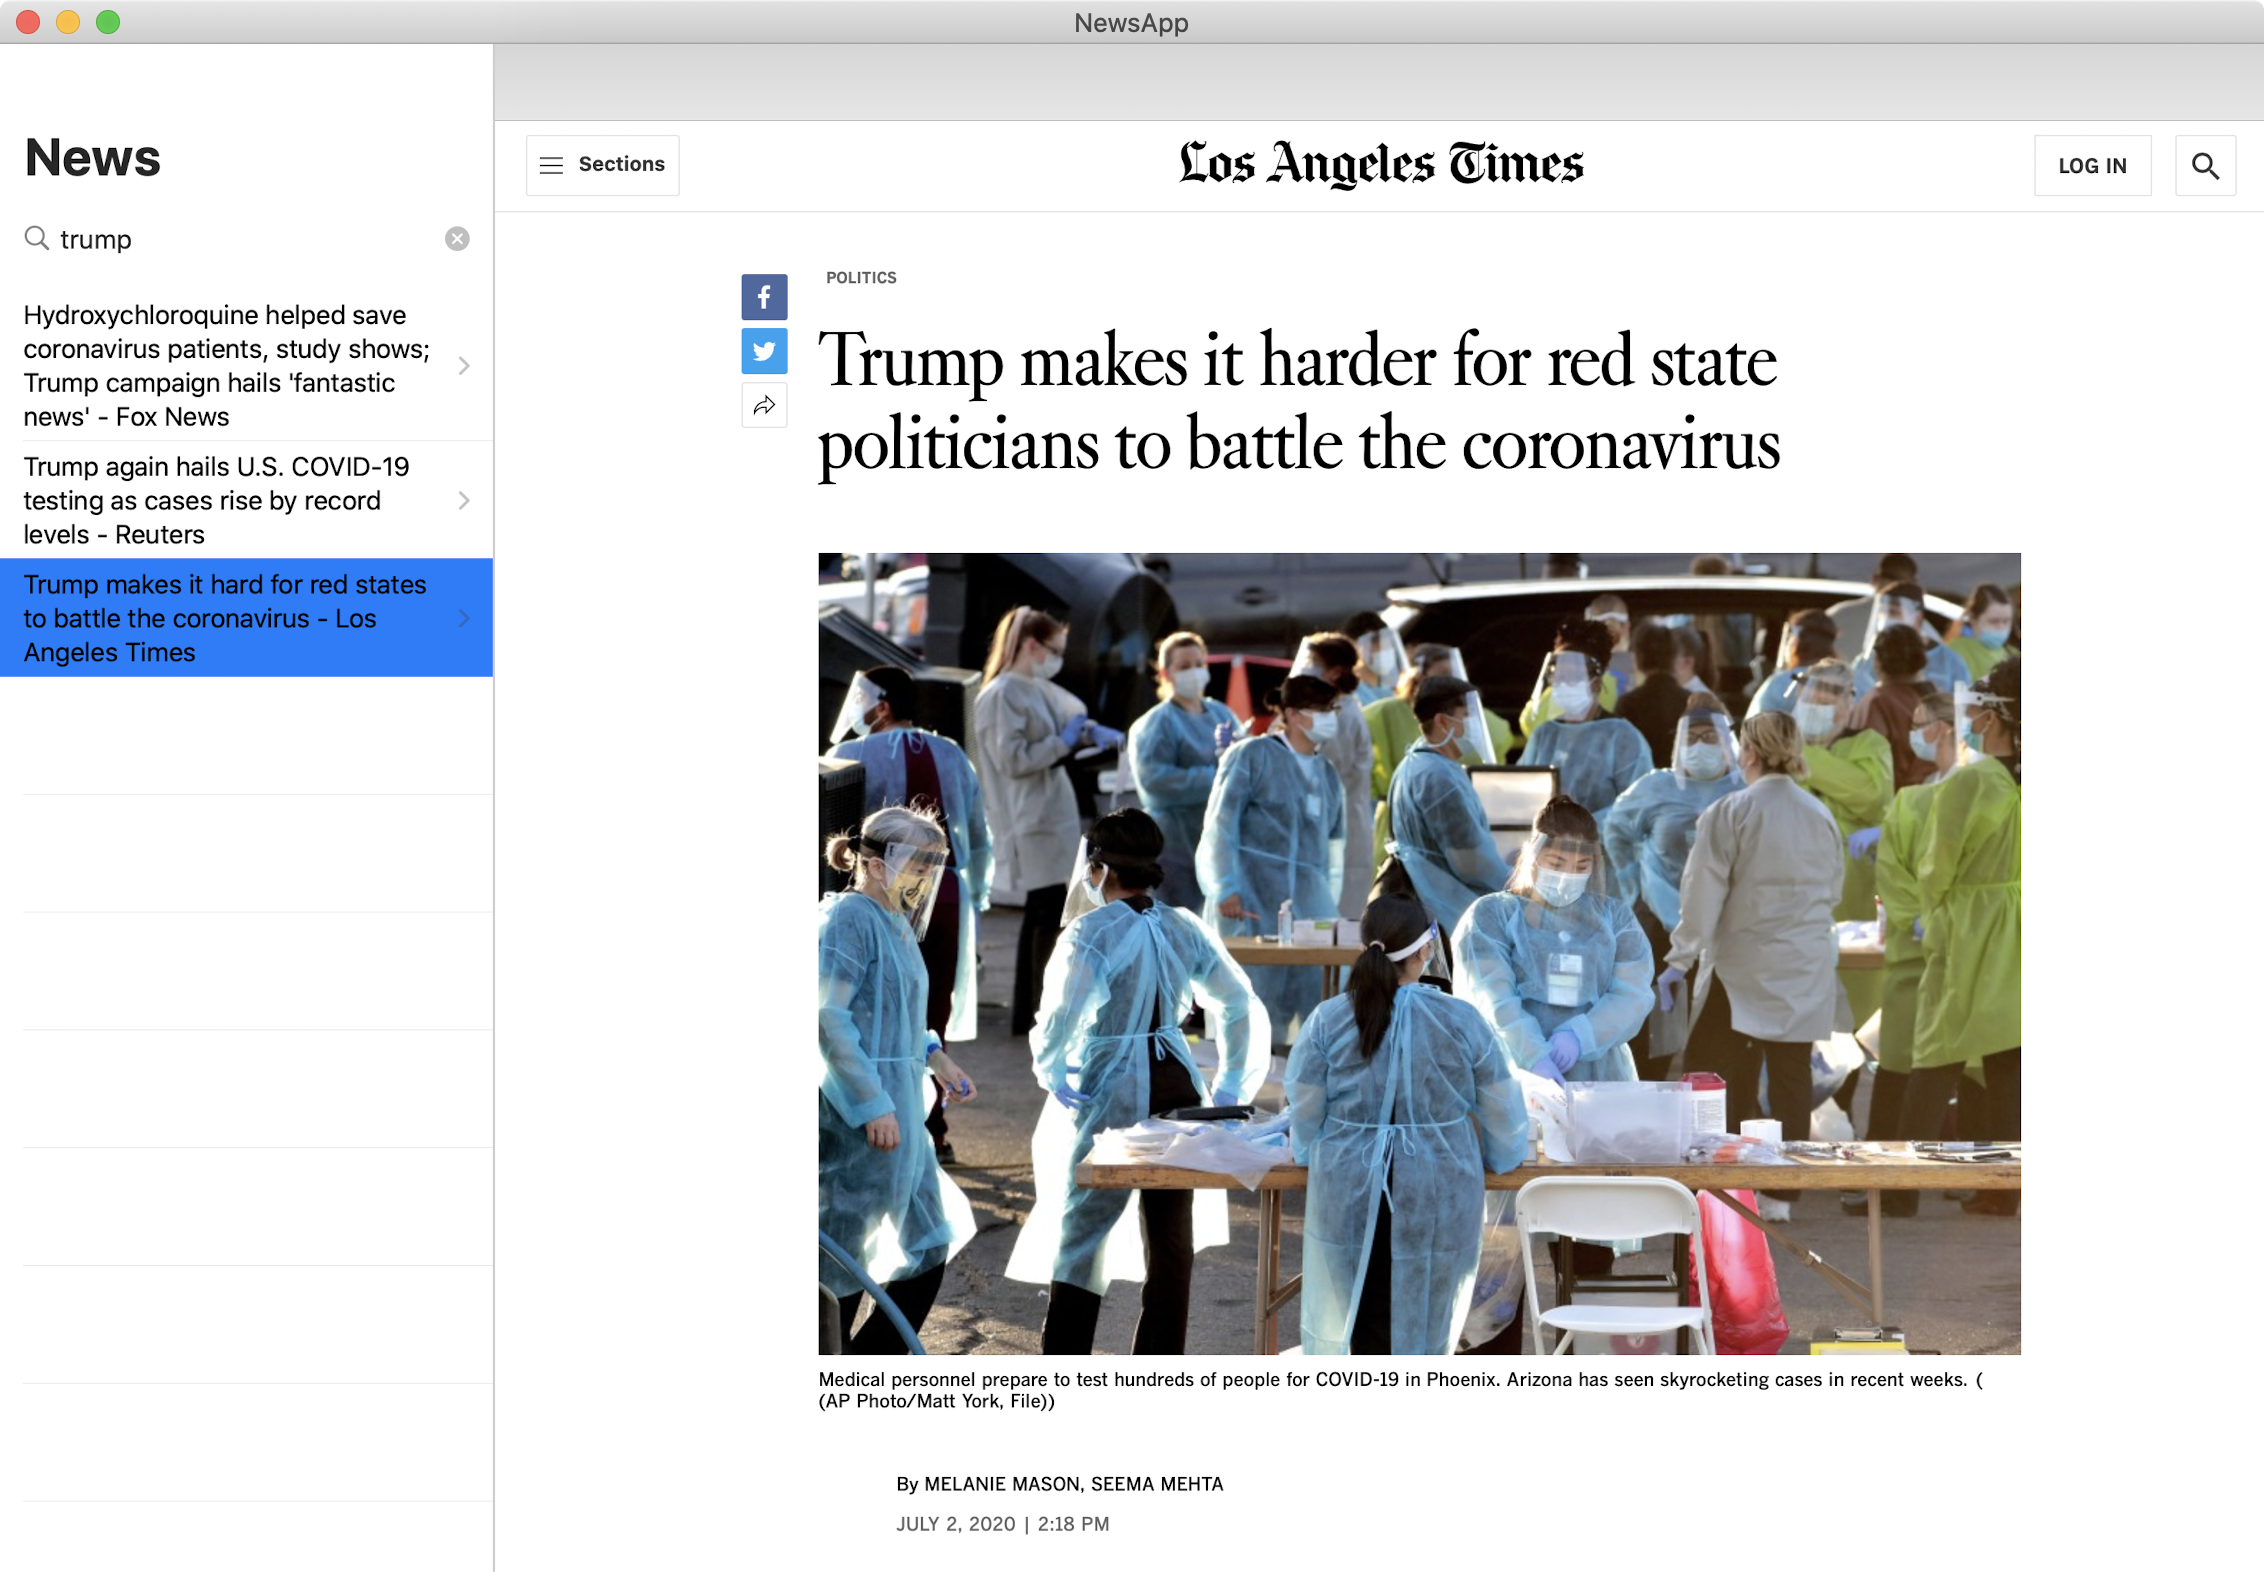 NewsApp
News
trump
Hydroxychloroquine helped save
coronavirus patients, study shows;
Trump campaign hails 'fantastic
news' - Fox News
Trump again hails U.S. COVID-19
testing as cases rise by record
levels - Reuters
Trump makes it hard for red states
to battle the coronavirus - Los
Angeles Times
Sections
Los Angeles Times
LOG IN
POLITICS
Trump makes it harder for red state
politicians to battle the coronavirus
Medical personnel prepare to test hundreds of people for COVID-19 in Phoenix. Arizona has seen skyrocketing cases in recent weeks. (
(AP Photo/Matt York, File))
By MELANIE MASON, SEEMA MEHTA
JULY 2, 2020 | 2:18 PM